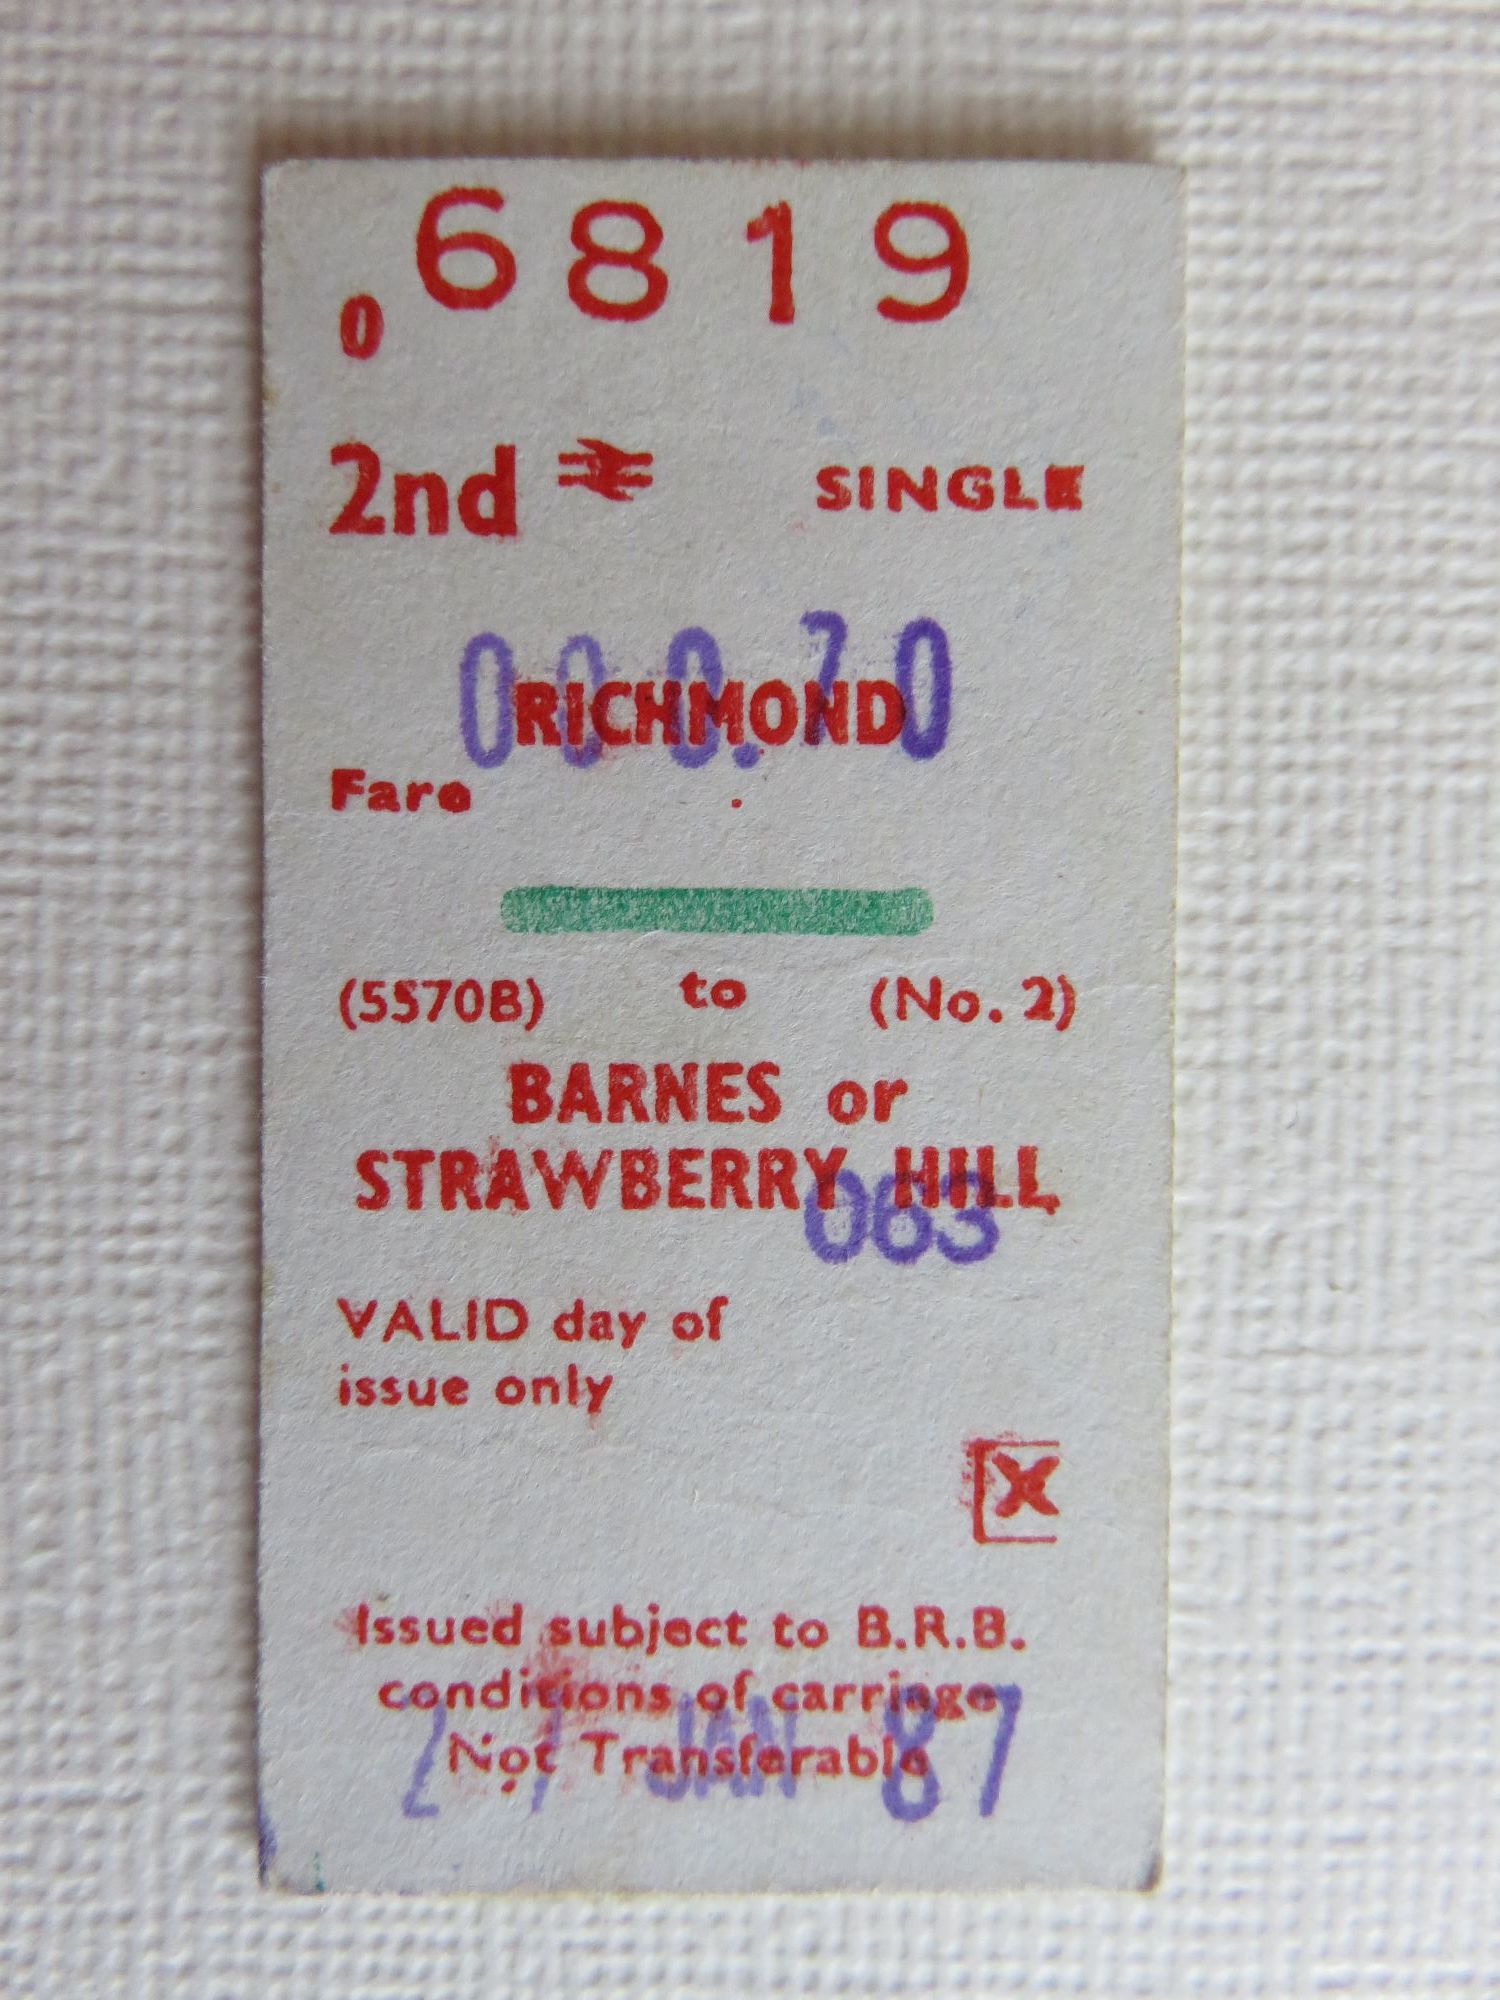 0 6819
2nd SINGLE
000.70
RICHMOND
Fare
(5570B) to (No. 2)
BARNES or
STRAWBERRY HILL
063
VALID day of
issue only
X
Issued subject to B.R.B.
conditions of carriage
Not Transferable
27 JAN 87